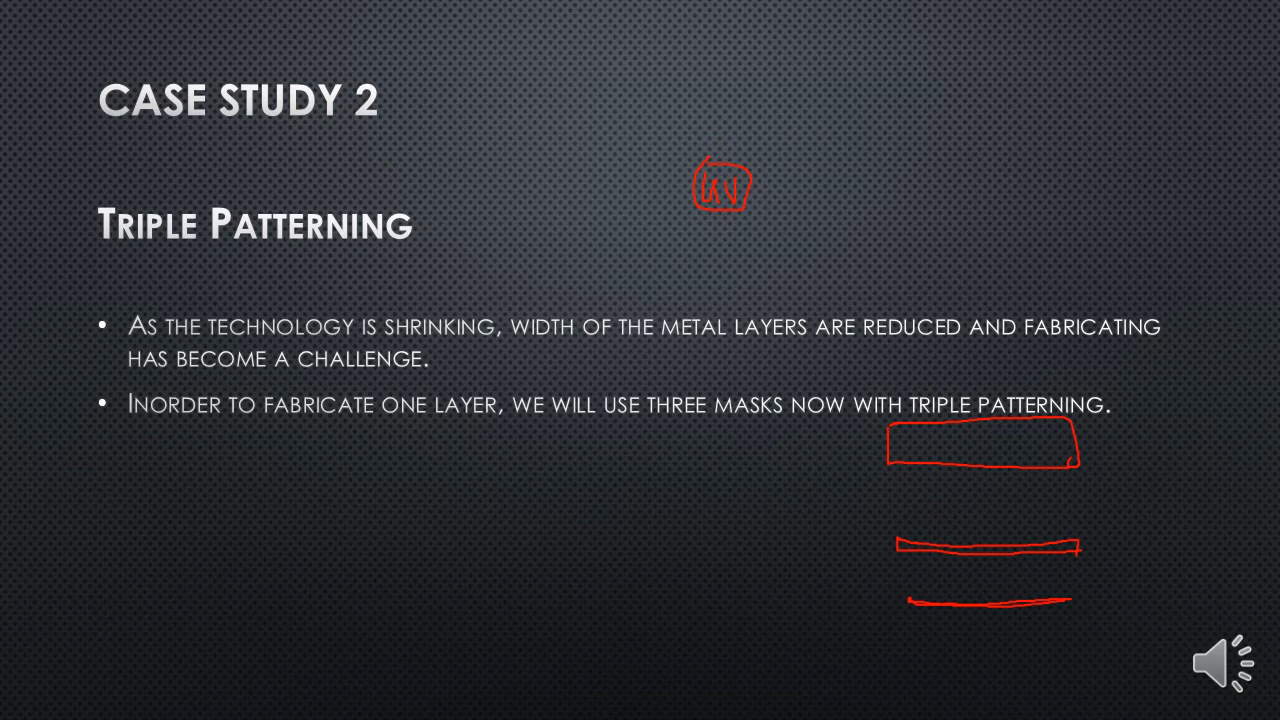 CASE STUDY 2
UV
TRIPLE PATTERNING
• AS THE TECHNOLOGY IS SHRINKING, WIDTH OF THE METAL LAYERS ARE REDUCED AND FABRICATING
HAS BECOME A CHALLENGE.
• INORDER TO FABRICATE ONE LAYER, WE WILL USE THREE MASKS NOW WITH TRIPLE PATTERNING.